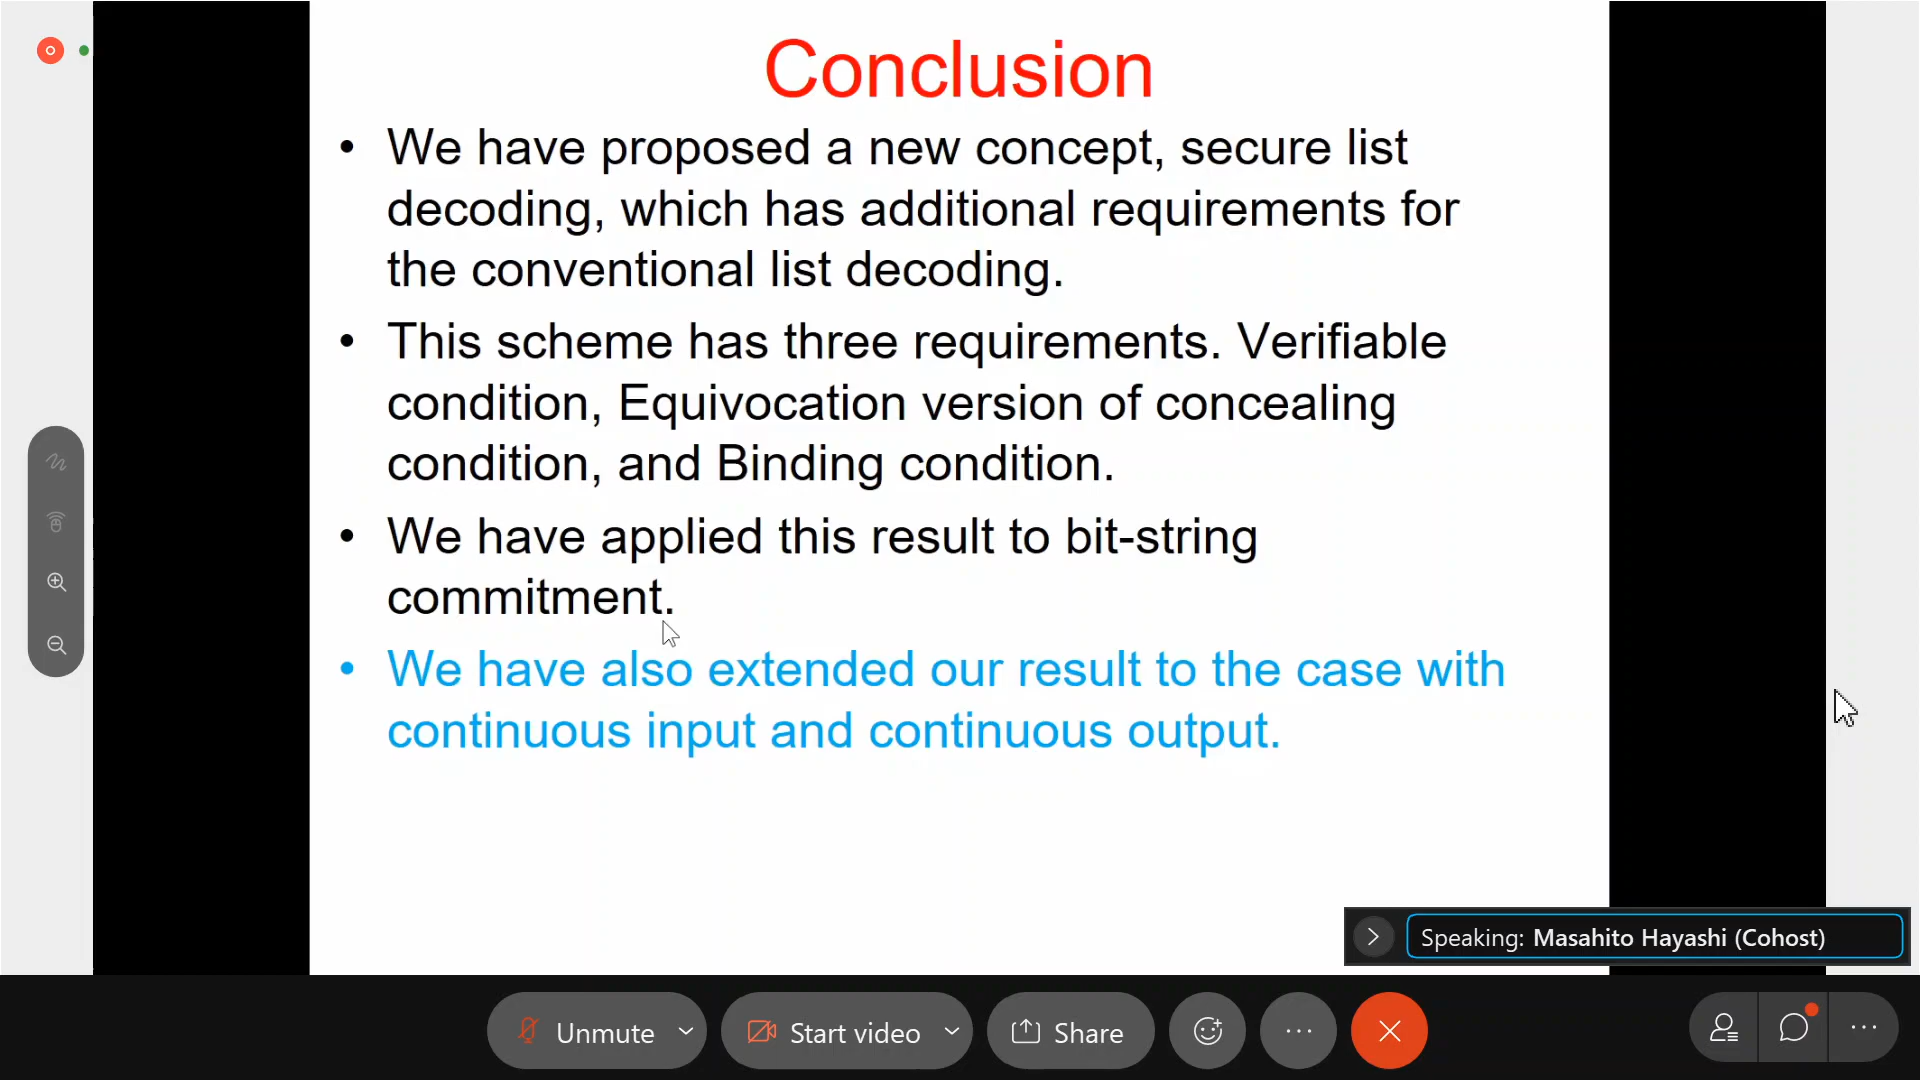 Conclusion
• We have proposed a new concept, secure list
decoding, which has additional requirements for
the conventional list decoding.
• This scheme has three requirements. Verifiable
condition, Equivocation version of concealing
condition, and Binding condition.
• We have applied this result to bit-string
commitment.
• We have also extended our result to the case with
continuous input and continuous output.
Speaking: Masahito Hayashi (Cohost)
Unmute
Start video
Share